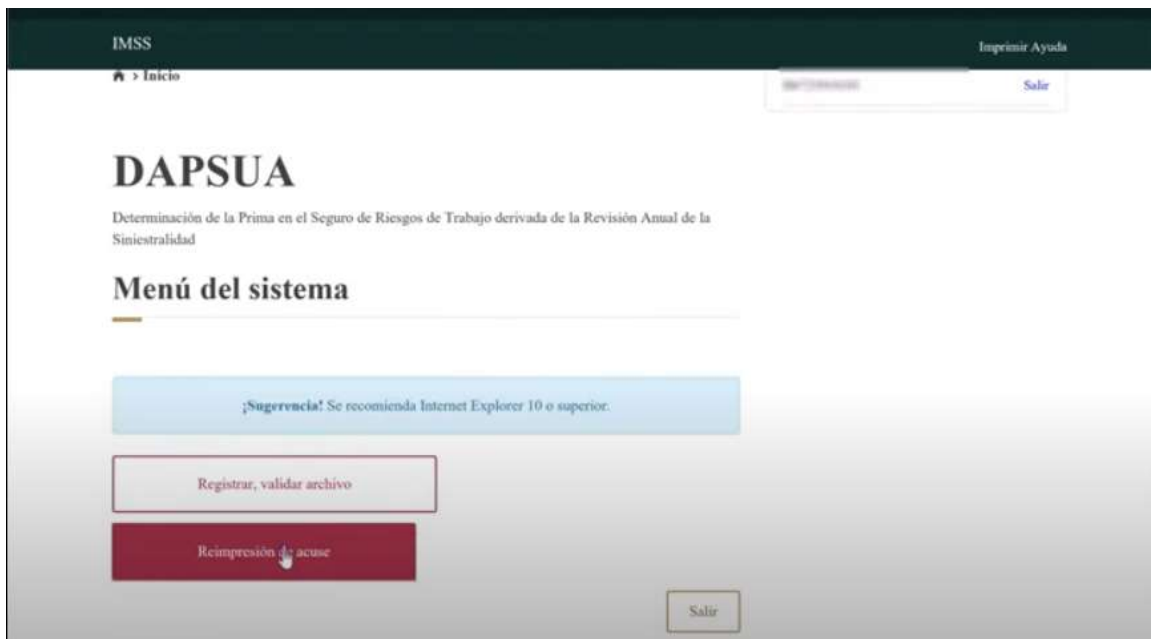 IMSS
Imprimir Ayuda
> Inicio
Salir
DAPSUA
Determinación de la Prima en el Seguro de Riesgos de Trabajo derivada de la Revisión Anual de la
Siniestralidad
Menú del sistema
¡Sugerencia! Se recomienda Internet Explorer 10 o superior.
Registrar, validar archivo
Reimpresión de acuse
Salir